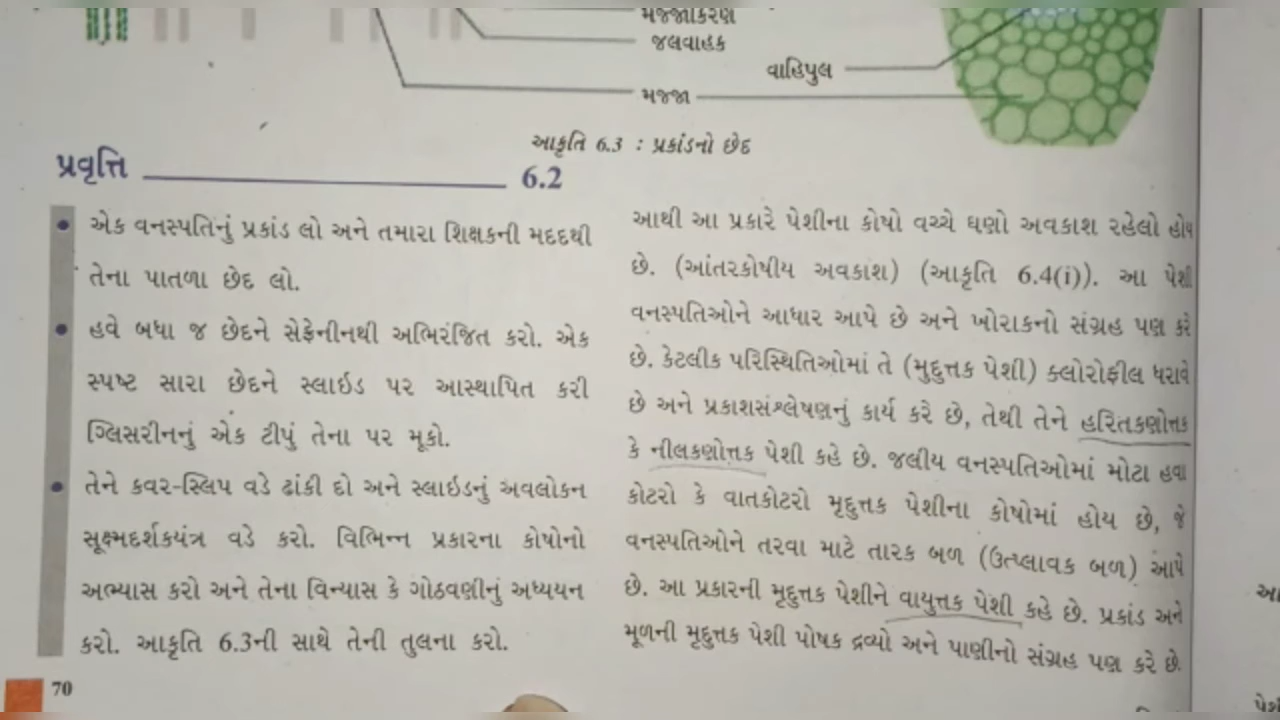 મજ્જાકિરણ
જલવાહક
વાહિપુલ
મજ્જા
આકૃતિ 6.3 : પ્રકાંડનો છેદ
પ્રવૃત્તિ 6.2
• એક વનસ્પતિનું પ્રકાંડ લો અને તમારા શિક્ષકની મદદથી
તેના પાતળા છેદ લો.
• હવે બધા જ છેદને સેફ્રેનીનથી અભિરંજિત કરો. એક
સ્પષ્ટ સારા છેદને સ્લાઇડ પર આસ્થાપિત કરી
ગ્લિસરીનનું એક ટીપું તેના પર મૂકો.
• તેને કવર-સ્લિપ વડે ઢાંકી દો અને સ્લાઇડનું અવલોકન
સૂક્ષ્મદર્શકયંત્ર વડે કરો. વિભિન્ન પ્રકારના કોષોનો
અભ્યાસ કરો અને તેના વિન્યાસ કે ગોઠવણીનું અધ્યયન
કરો. આકૃતિ 6.3ની સાથે તેની તુલના કરો.
70
આથી આ પ્રકારે પેશીના કોષો વચ્ચે ઘણો અવકાશ રહેલો હોય
છે. (આંતરકોષીય અવકાશ) (આકૃતિ 6.4(i)). આ પેશી
વનસ્પતિઓને આધાર આપે છે અને ખોરાકનો સંગ્રહ પણ કરે
છે. કેટલીક પરિસ્થિતિઓમાં તે (મુદુત્તક પેશી) ક્લોરોફીલ ધરાવે
છે અને પ્રકાશસંશ્લેષણનું કાર્ય કરે છે, તેથી તેને હરિતકણોત્તક
કે નીલકણોત્તક પેશી કહે છે. જલીય વનસ્પતિઓમાં મોટા હવા
કોટરો કે વાતકોટરો મૃદુત્તક પેશીના કોષોમાં હોય છે, જે
વનસ્પતિઓને તરવા માટે તારક બળ (ઉત્પ્લાવક બળ) આપે
છે. આ પ્રકારની મૃદુત્તક પેશીને વાયુત્તક પેશી કહે છે. પ્રકાંડ અને
મૂળની મૃદુત્તક પેશી પોષક દ્રવ્યો અને પાણીનો સંગ્રહ પણ કરે છે.